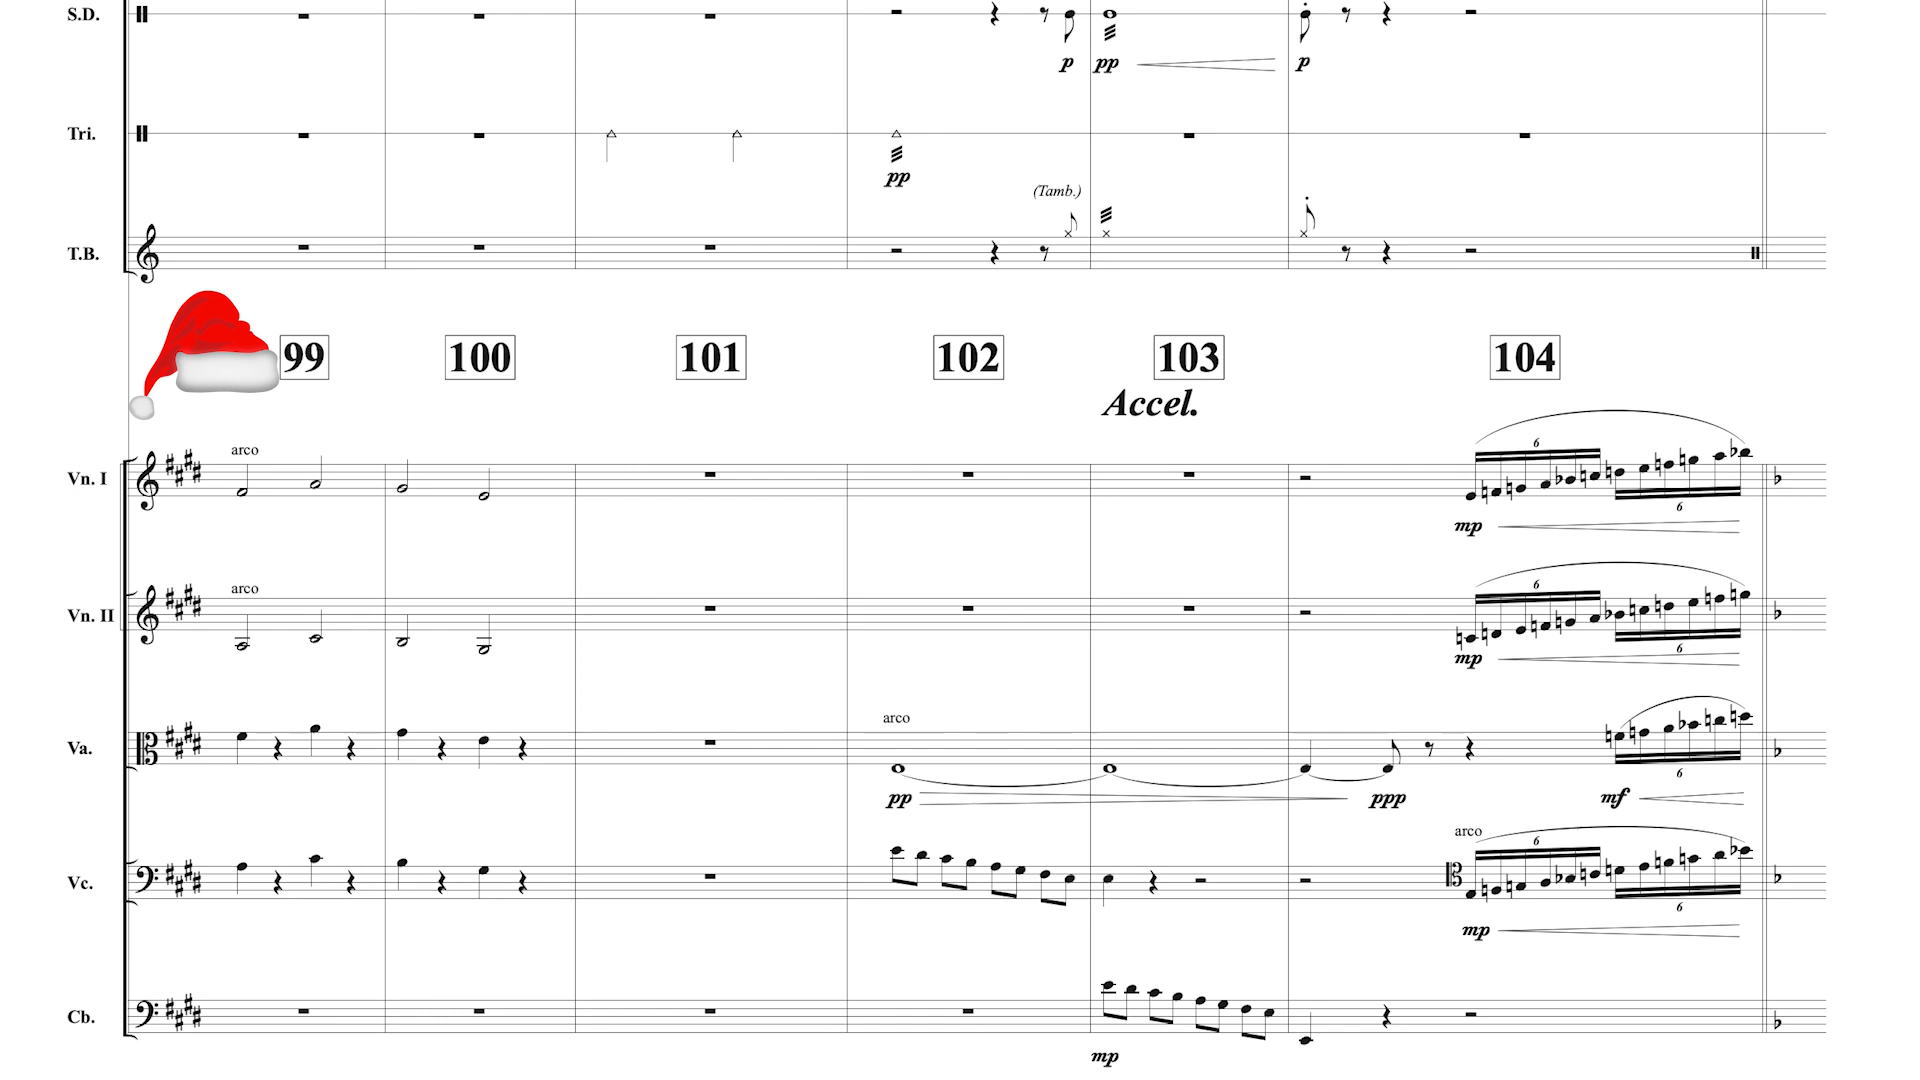 S.D.
p pp p
Tri.
pp
(Tamb.)
T.B.
99 100 101 102 103 104
Accel.
arco
6
Vn. I
6
mp
arco
6
Vn. II
6
mp
arco
Va.
6
pp ppp mf
arco
6
Vc.
6
mp
Cb.
mp